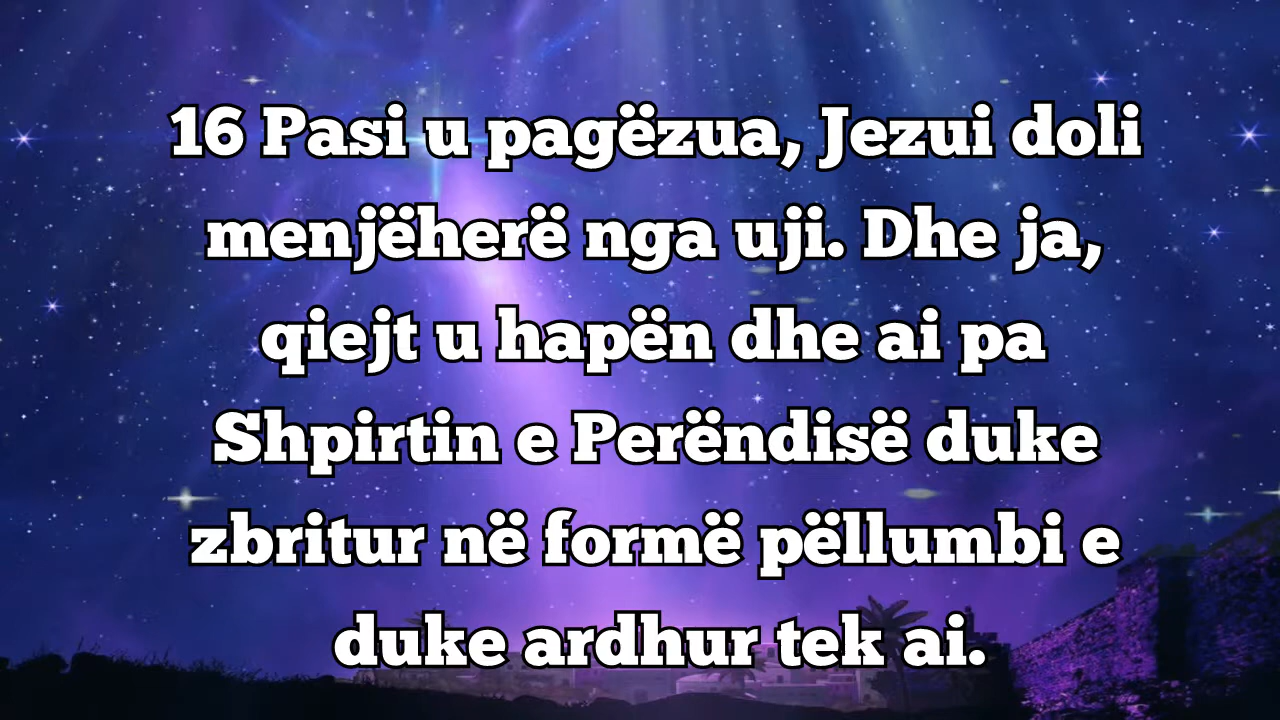 16 Pasi u pagëzua, Jezui doli
menjëherë nga uji. Dhe ja,
qiejt u hapën dhe ai pa
Shpirtin e Perëndisë duke
zbritur në formë pëllumbi e
duke ardhur tek ai.